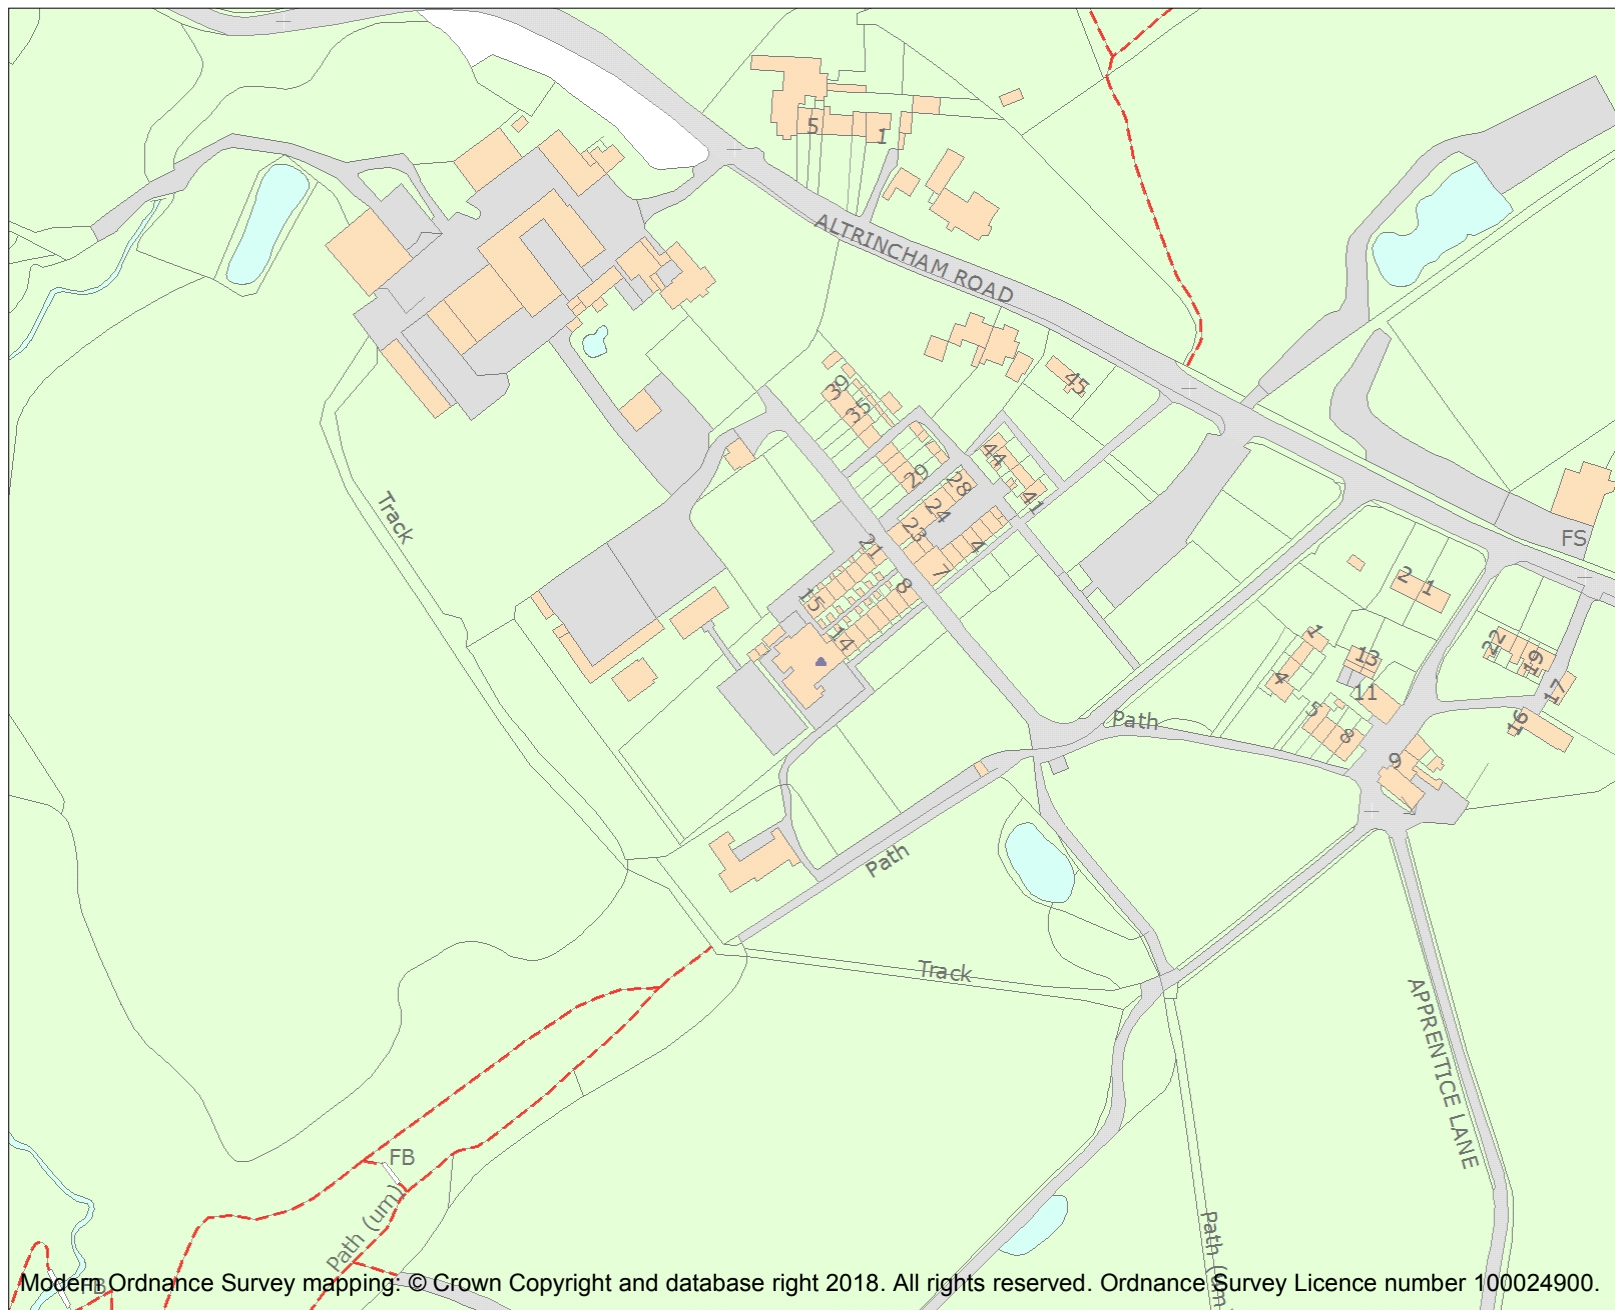 5
1
ALTRINCHAM ROAD
39
35
45
44
29
28
41
Track
24
23
4
21
7
FS
8
15
2
1
14
1
13
22
19
4
11
17
5
Path
16
8
9
Path
Track
APPRENTICE LANE
FB
Path (um)
Path (um
FB
Modern Ordnance Survey mapping: © Crown Copyright and database right 2018. All rights reserved. Ordnance Survey Licence number 100024900.